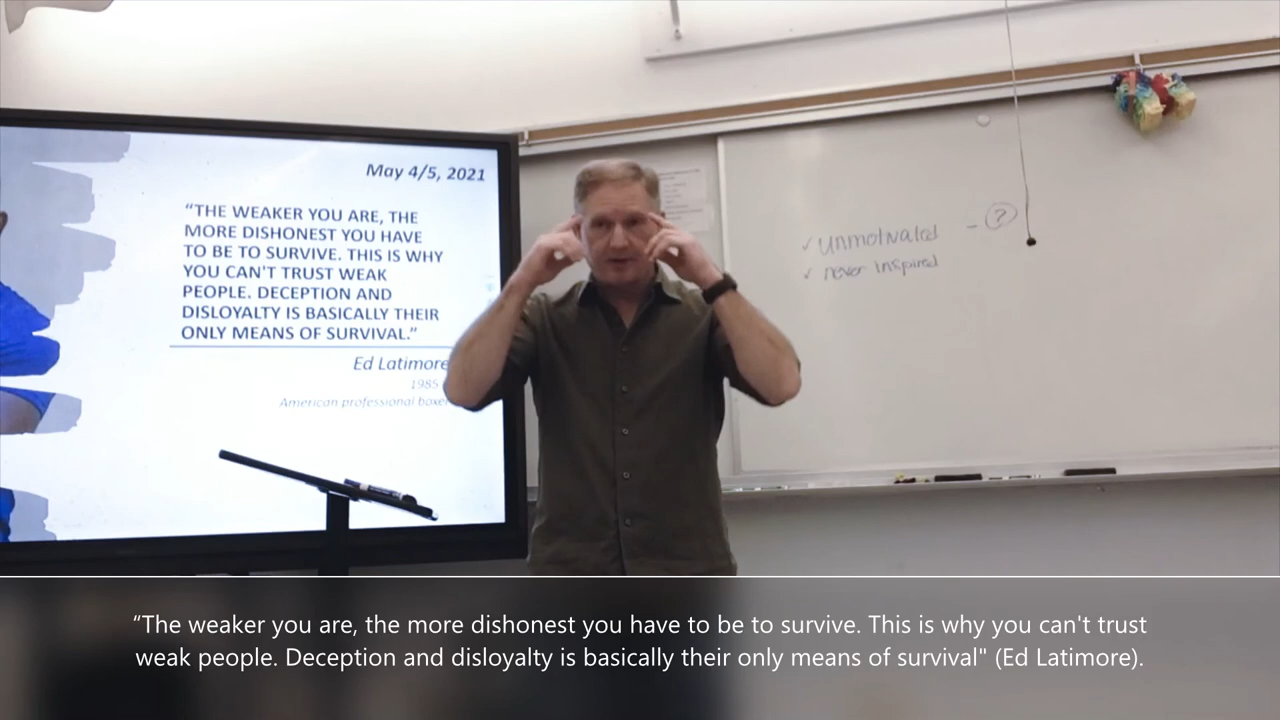 May 4/5, 2021
“THE WEAKER YOU ARE, THE
MORE DISHONEST YOU HAVE
TO BE TO SURVIVE. THIS IS WHY
YOU CAN'T TRUST WEAK
PEOPLE. DECEPTION AND
DISLOYALTY IS BASICALLY THEIR
ONLY MEANS OF SURVIVAL.”
Ed Latimore
1985
American professional boxer
✓ unmotivated - ?
✓ never inspired
“The weaker you are, the more dishonest you have to be to survive. This is why you can't trust
weak people. Deception and disloyalty is basically their only means of survival" (Ed Latimore).